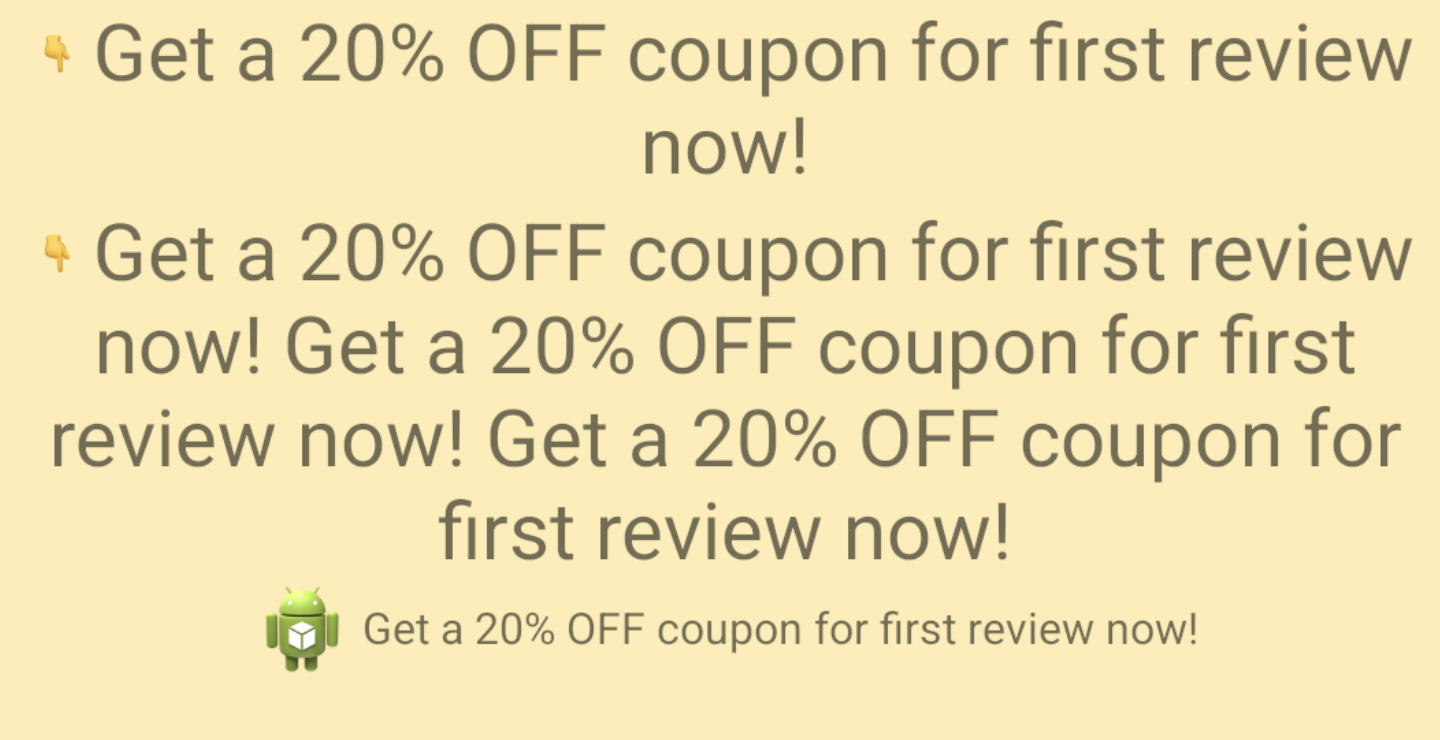 👇 Get a 20% OFF coupon for first review
now!
👇 Get a 20% OFF coupon for first review
now! Get a 20% OFF coupon for first
review now! Get a 20% OFF coupon for
first review now!
Get a 20% OFF coupon for first review now!